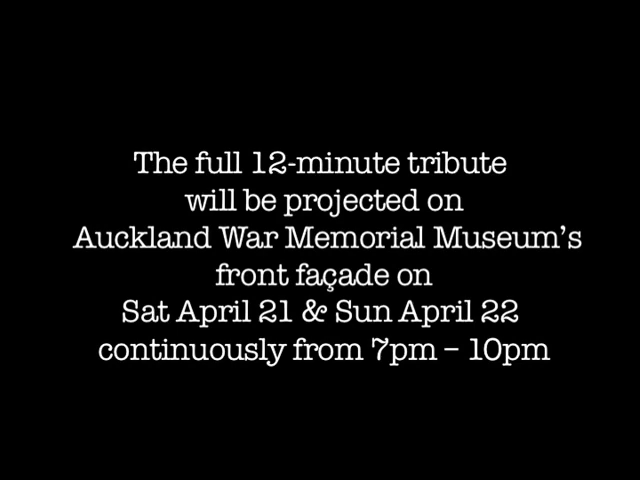 The full 12-minute tribute
will be projected on
Auckland War Memorial Museum’s
front façade on
Sat April 21 & Sun April 22
continuously from 7pm – 10pm